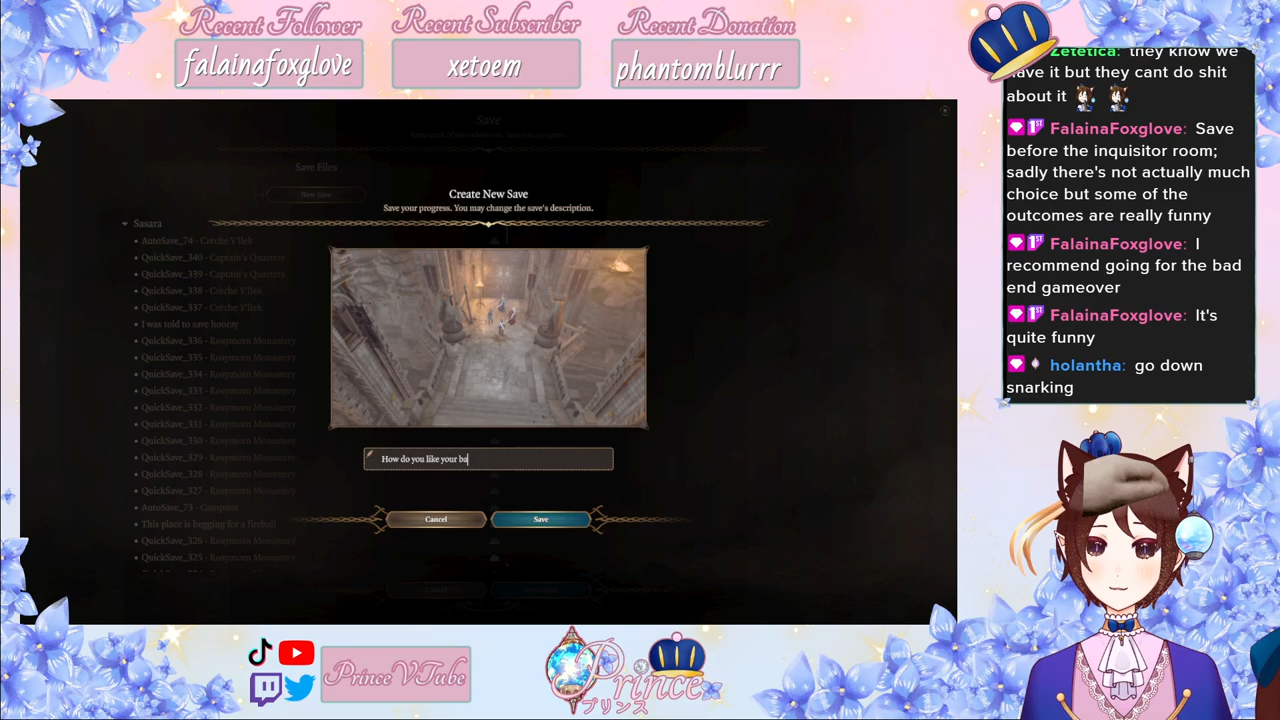 Recent Follower
falainafoxglove
Recent Subscriber
xetoem
Recent Donation
phantomblurrr
Zetetica: they know we
have it but they cant do shit
about it
1ST FalainaFoxglove: Save
before the inquisitor room;
sadly there's not actually much
choice but some of the
outcomes are really funny
1ST FalainaFoxglove: I
recommend going for the bad
end gameover
1ST FalainaFoxglove: It's
quite funny
holantha: go down
snarking
Save
Save Files
New Save
Sasara
AutoSave_74 - Crèche Y'llek
QuickSave_340 - Captain's Quarters
QuickSave_339 - Captain's Quarters
QuickSave_338 - Crèche Y'llek
QuickSave_337 - Crèche Y'llek
I was told to save hooray
QuickSave_336 - Rosymorn Monastery
QuickSave_335 - Rosymorn Monastery
QuickSave_334 - Rosymorn Monastery
QuickSave_333 - Rosymorn Monastery
QuickSave_332 - Rosymorn Monastery
QuickSave_331 - Rosymorn Monastery
QuickSave_330 - Rosymorn Monastery
QuickSave_329 - Rosymorn Monastery
QuickSave_328 - Rosymorn Monastery
QuickSave_327 - Rosymorn Monastery
AutoSave_73 - Campsite
This place is begging for a fireball
QuickSave_326 - Rosymorn Monastery
QuickSave_325 - Rosymorn Monastery
Create New Save
Save your progress. You may change the save's description.
How do you like your ba
Cancel
Save
Prince VTube
Prince
プリンス